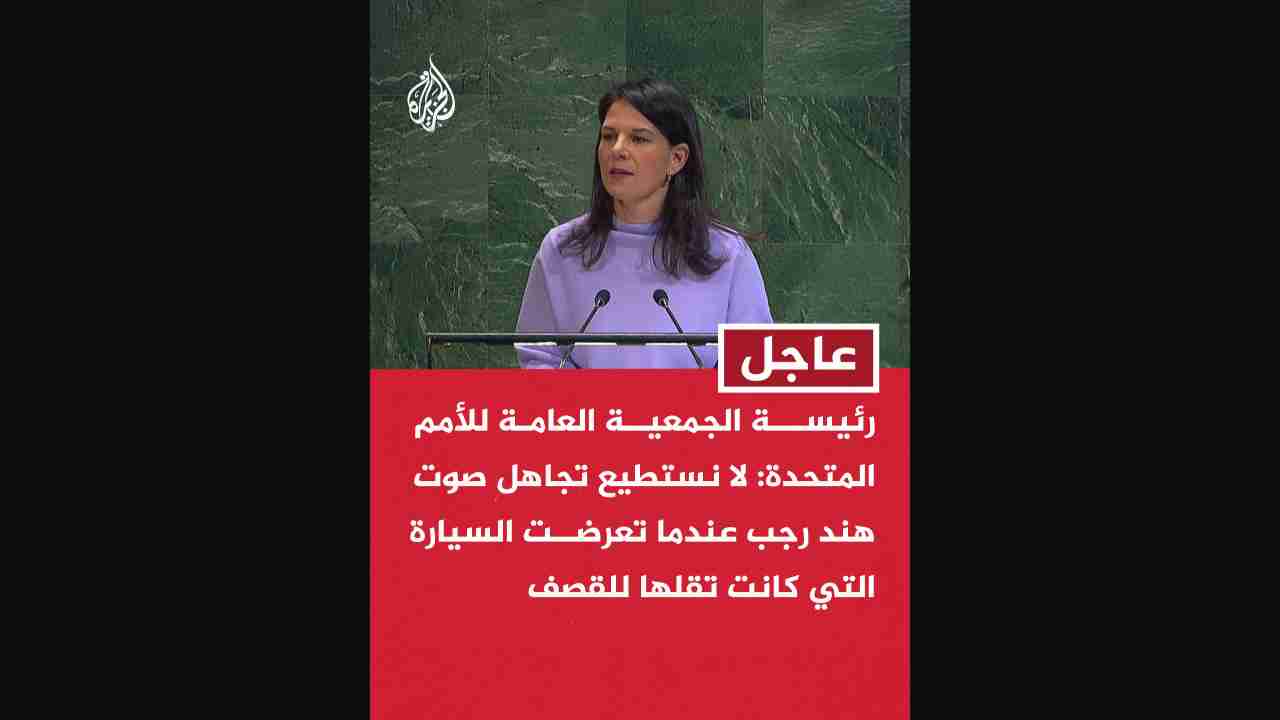 الجزيرة
عاجل
رئيسة الجمعية العامة للأمم
المتحدة: لا نستطيع تجاهل صوت
هند رجب عندما تعرضت السيارة
التي كانت تقلها للقصف